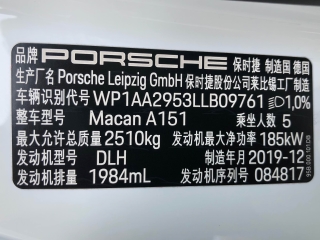 品牌 PORSCHE 保时捷 制造国 德国
生产厂名 Porsche Leipzig GmbH 保时捷股份公司莱比锡工厂制造
车辆识别代号 WP1AA2953LLB09761 1,0%
整车型号 Macan A151 乘坐人数 5
最大允许总质量 2510kg 发动机最大净功率 185kW
发动机型号 DLH 制造年月 2019-12
发动机排量 1984mL 发动机序列号 084817